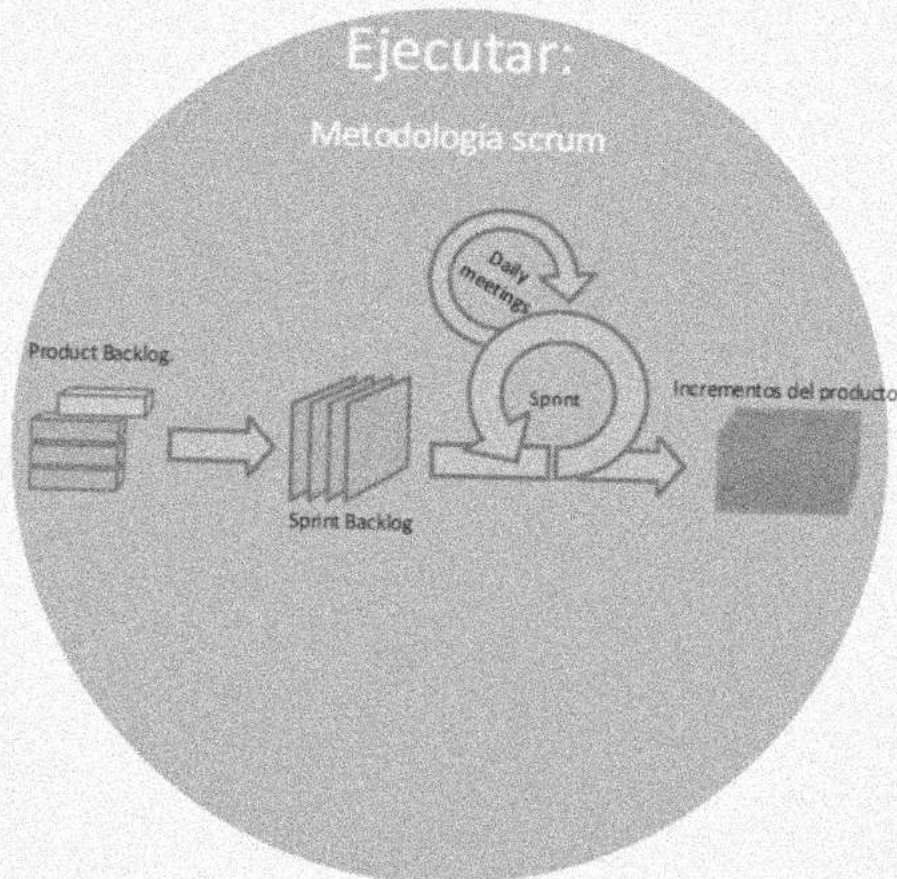 Ejecutar:
Metodología scrum
Daily
meetings
Product Backlog
Sprint
Incrementos del producto
Sprint Backlog